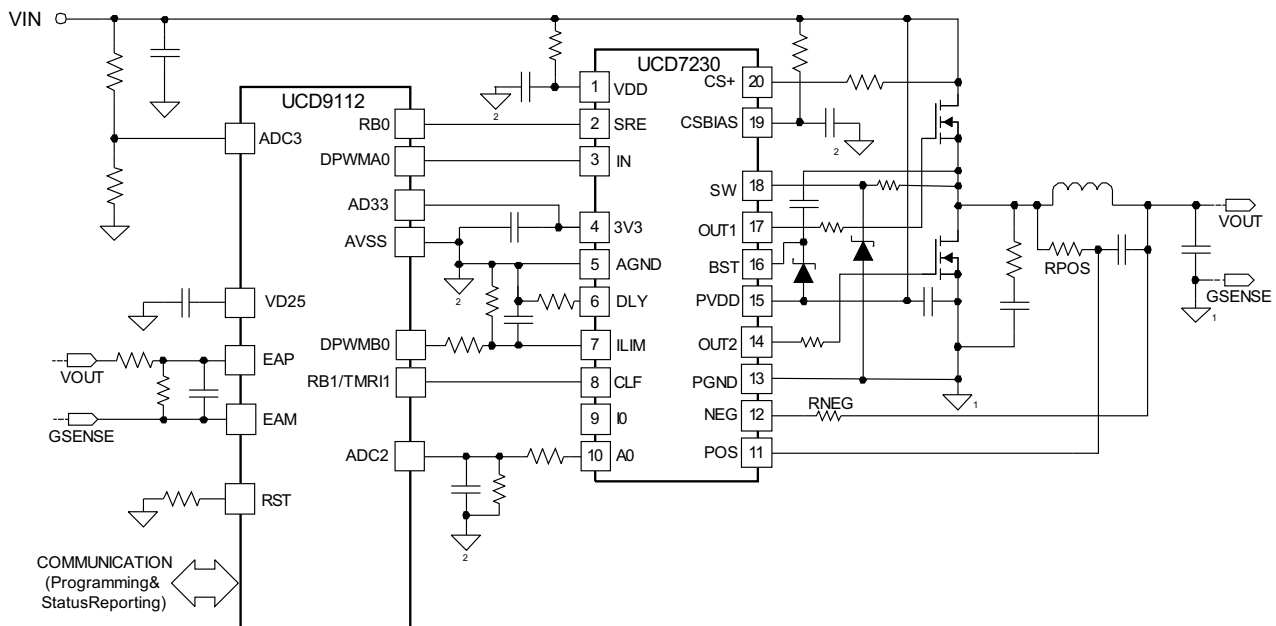 VIN
UCD9112
UCD7230
ADC3
RB0
DPWMA0
AD33
AVSS
VD25
EAP
EAM
DPWMB0
RB1/TMRI1
ADC2
RST
VOUT
GSENSE
COMMUNICATION
(Programming&
StatusReporting)
2
2
2
1 VDD
2 SRE
3 IN
4 3V3
5 AGND
6 DLY
7 ILIM
8 CLF
9 I0
10 A0
CS+ 20
CSBIAS 19
SW 18
OUT1 17
BST 16
PVDD 15
OUT2 14
PGND 13
NEG 12
POS 11
2
1
RNEG
RPOS
VOUT
GSENSE
1